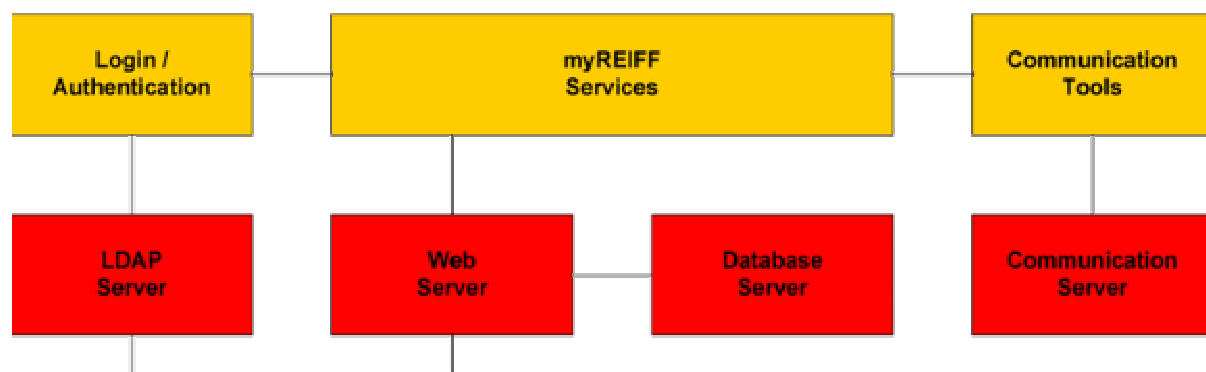 Login /
Authentication
myREIFF
Services
Communication
Tools
LDAP
Server
Web
Server
Database
Server
Communication
Server